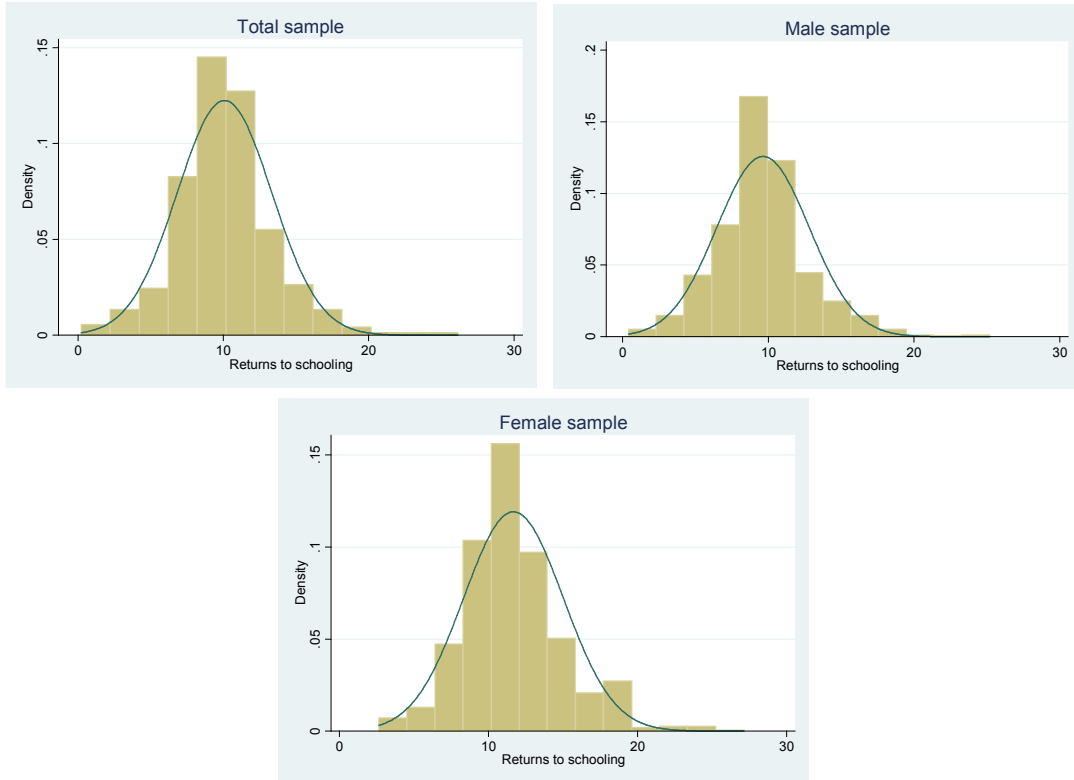 Total sample
.15
.1
.05
0
Density
0
10
20
30
Returns to schooling
Male sample
.2
.15
.1
.05
0
Density
0
10
20
30
Returns to schooling
Female sample
.15
.1
.05
0
Density
0
10
20
30
Returns to schooling